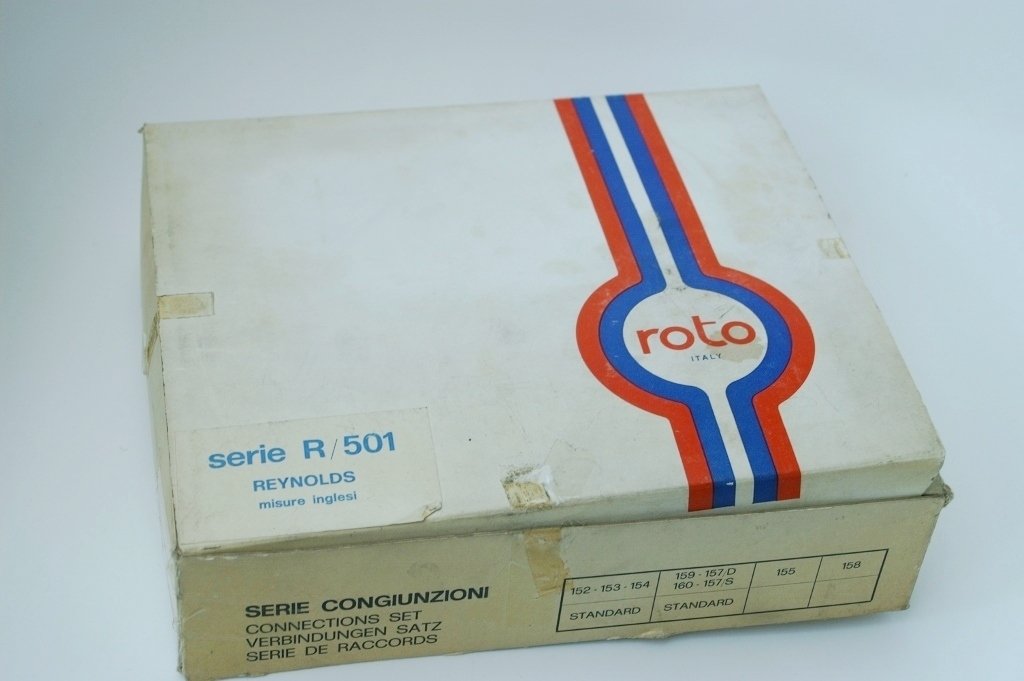 roto
ITALY
serie R/501
REYNOLDS
misure inglesi
SERIE CONGIUNZIONI
CONNECTIONS SET
VERBINDUNGEN SATZ
SERIE DE RACCORDS
152 - 153 - 154
STANDARD
159 - 157/D
160 - 157/S
STANDARD
155
158